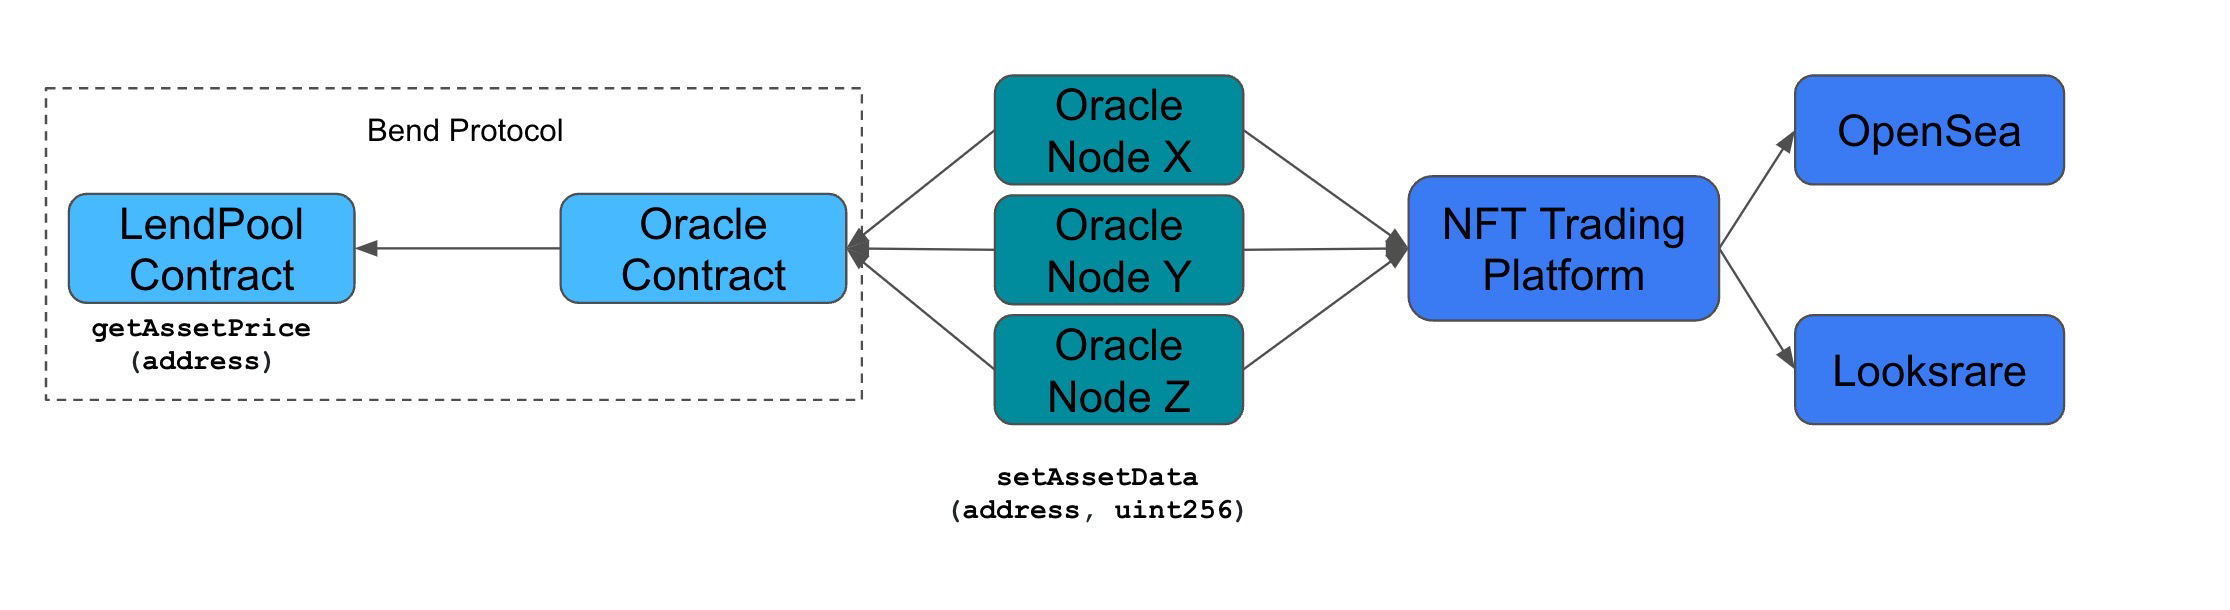 Bend Protocol
LendPool
Contract
getAssetPrice
(address)
Oracle
Contract
Oracle
Node X
Oracle
Node Y
Oracle
Node Z
setAssetData
(address, uint256)
NFT Trading
Platform
OpenSea
Looksrare